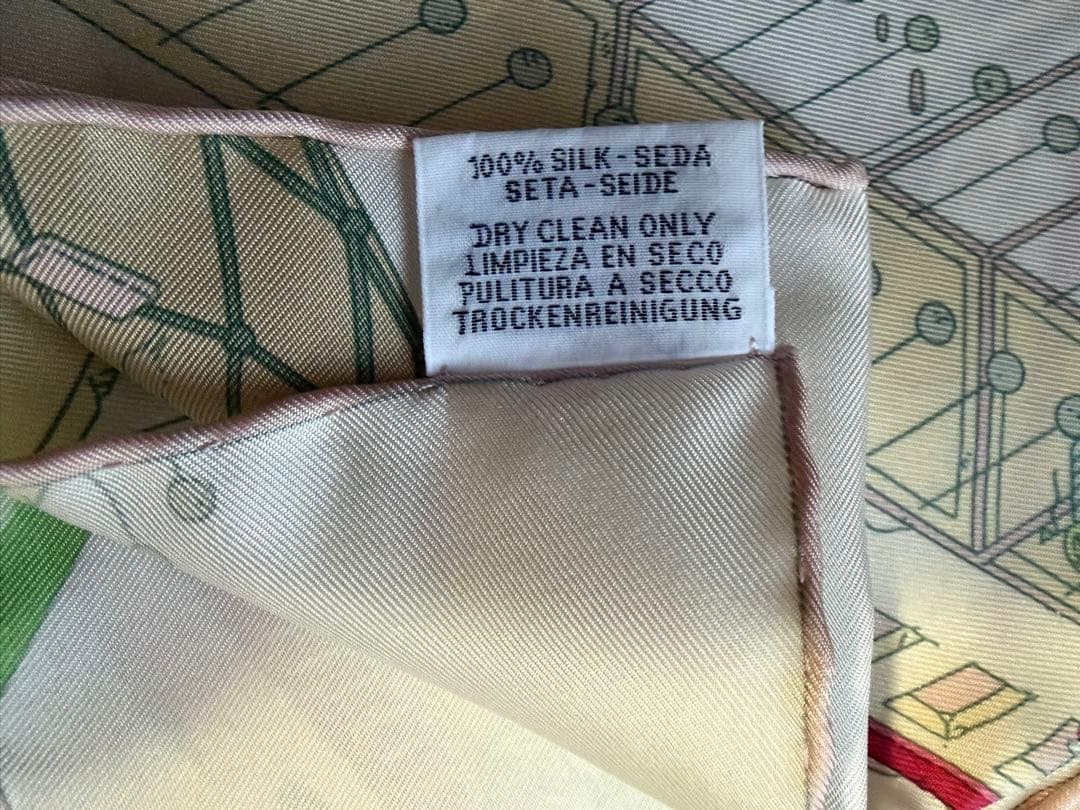 100% SILK-SEDA
SETA-SEIDE
DRY CLEAN ONLY
LIMPIEZA EN SECO
PULITURA A SECCO
TROCKENREINIGUNG